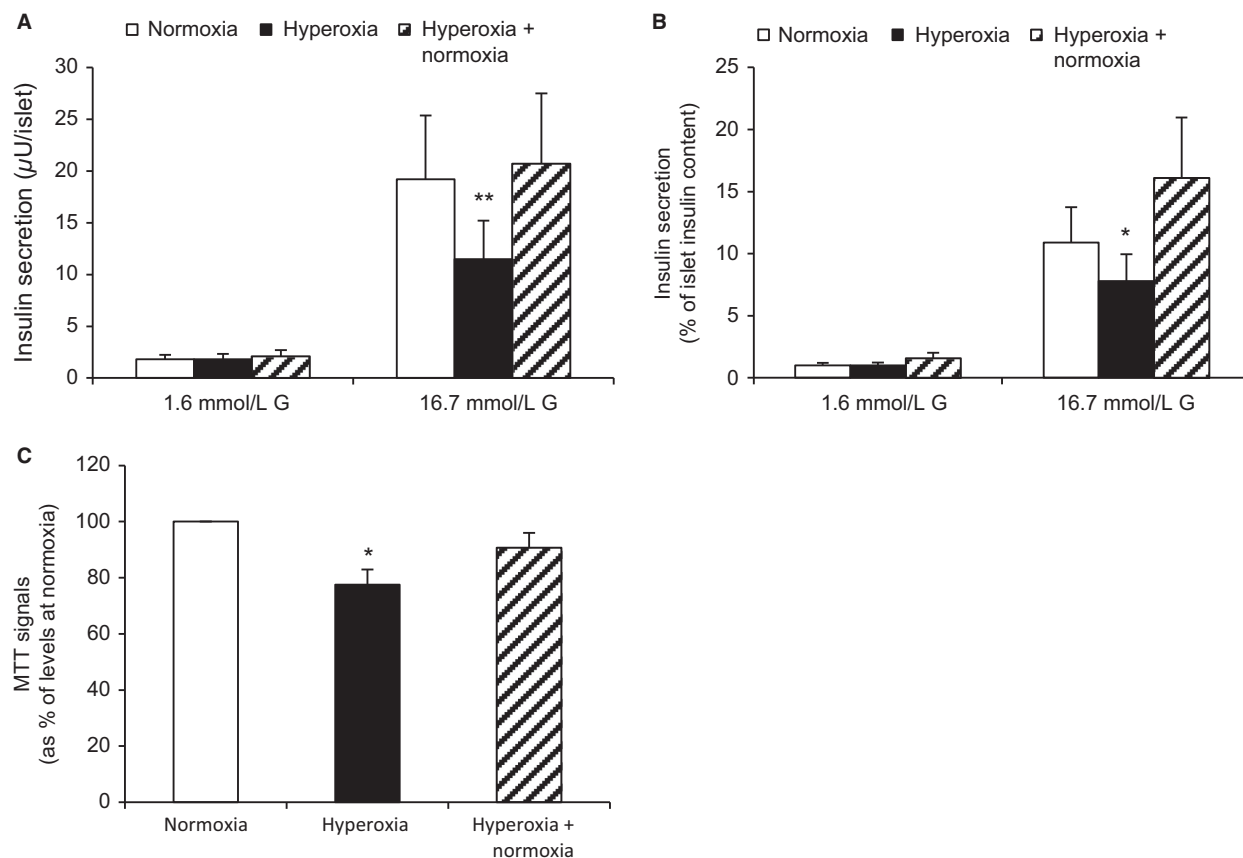 A
Normoxia Hyperoxia Hyperoxia +
normoxia
Insulin secretion (µU/islet)
30
25
20
15
10
5
0
**
1.6 mmol/L G 16.7 mmol/L G
B
Normoxia Hyperoxia Hyperoxia +
normoxia
Insulin secretion
(% of islet insulin content)
25
20
15
10
5
0
*
1.6 mmol/L G 16.7 mmol/L G
C
MTT signals
(as % of levels at normoxia)
120
100
80
60
40
20
0
*
Normoxia Hyperoxia Hyperoxia +
normoxia